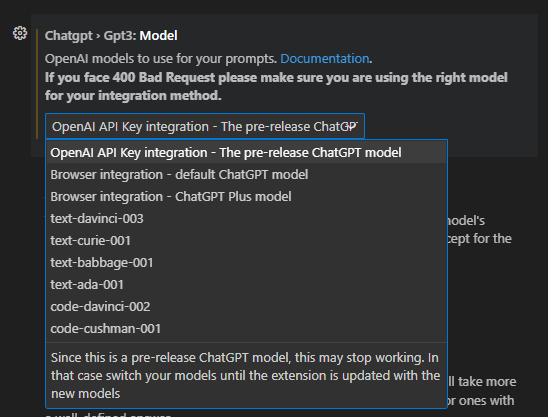 Chatgpt › Gpt3: Model
OpenAI models to use for your prompts. Documentation.
If you face 400 Bad Request please make sure you are using the right model
for your integration method.
OpenAI API Key integration - The pre-release ChatGP
OpenAI API Key integration - The pre-release ChatGPT model
Browser integration - default ChatGPT model
Browser integration - ChatGPT Plus model
text-davinci-003
text-curie-001
text-babbage-001
text-ada-001
code-davinci-002
code-cushman-001
Since this is a pre-release ChatGPT model, this may stop working. In
that case switch your models until the extension is updated with the
new models
odel's
cept for the
ll take more
or ones with